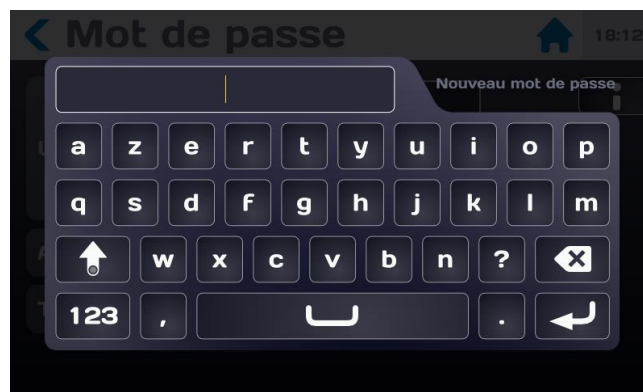 Mot de passe
18:12
Nouveau mot de passe
a z e r t y u i o p
q s d f g h j k l m
w x c v b n ?
123 , .